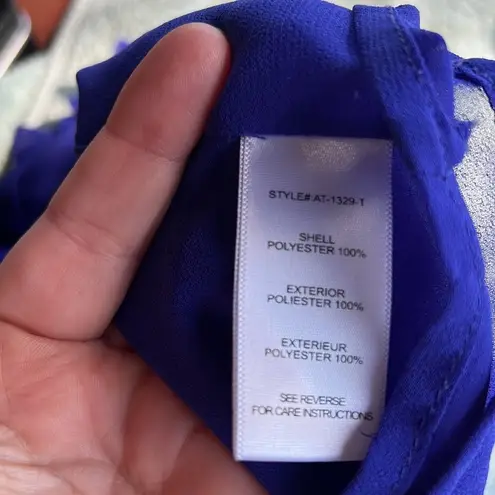 STYLE# AT-1329-1
SHELL
POLYESTER 100%
EXTERIOR
POLIESTER 100%
EXTERIEUR
POLYESTER 100%
SEE REVERSE
FOR CARE INSTRUCTIONS